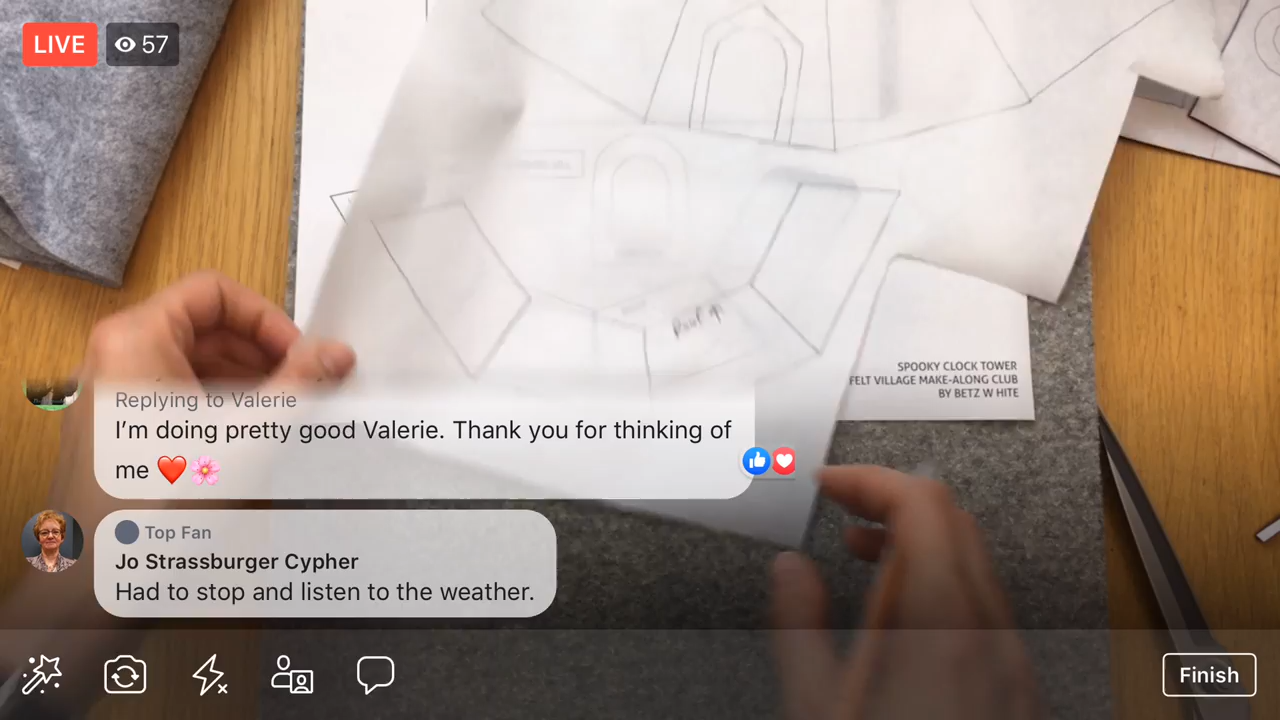 LIVE
57
Replying to Valerie
I'm doing pretty good Valerie. Thank you for thinking of
me ❤️🌸
Top Fan
Jo Strassburger Cypher
Had to stop and listen to the weather.
SPOOKY CLOCK TOWER
FELT VILLAGE MAKE-ALONG CLUB
BY BETZ WHITE
Finish